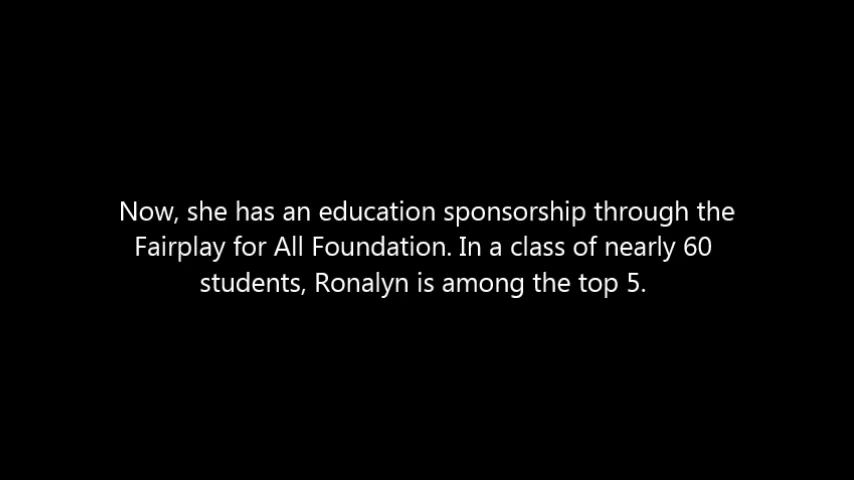 Now, she has an education sponsorship through the
Fairplay for All Foundation. In a class of nearly 60
students, Ronalyn is among the top 5.